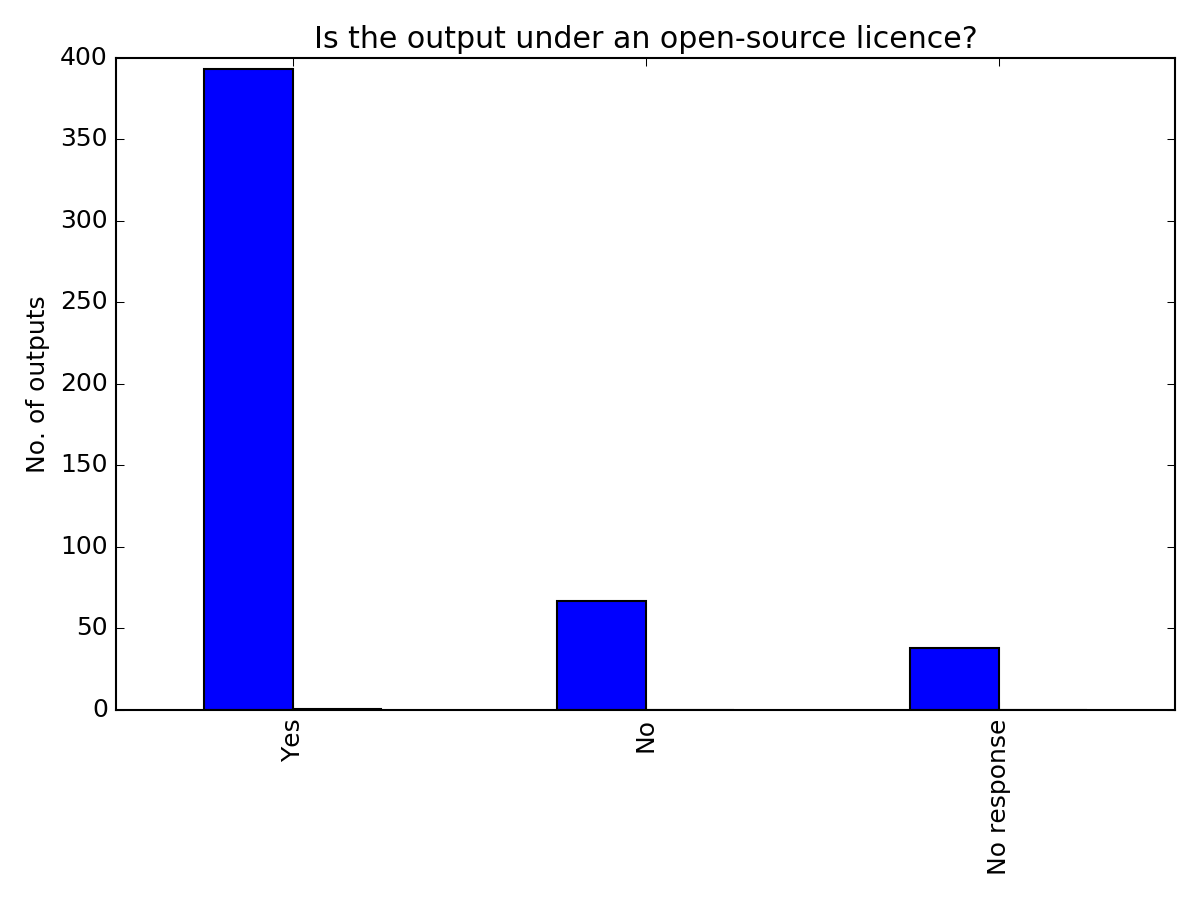 Is the output under an open-source licence?
No. of outputs
400
350
300
250
200
150
100
50
0
Yes
No
No response